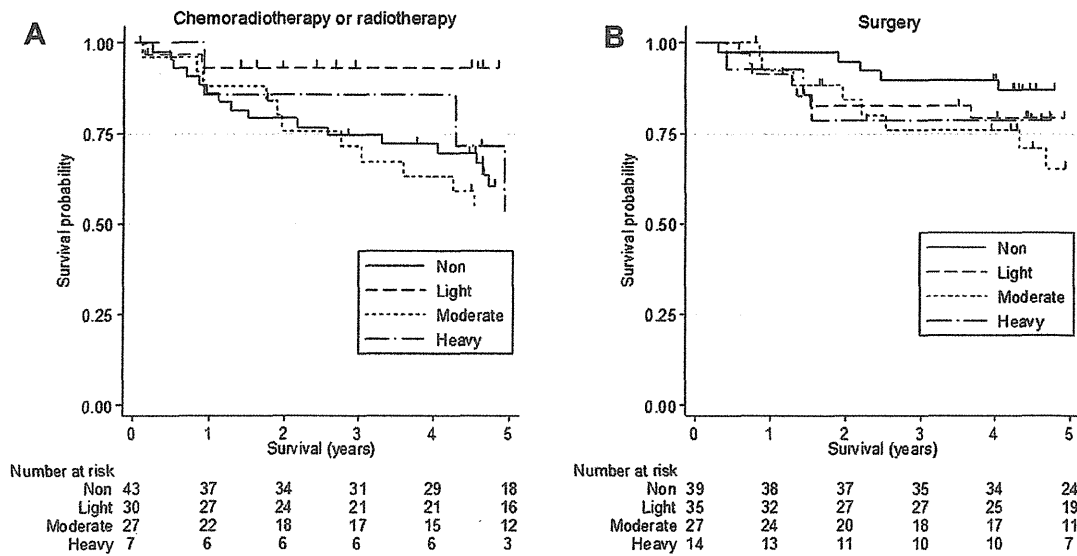 A
Chemoradiotherapy or radiotherapy
1.00
0.75
0.50
0.25
0.00
Survival probability
Non
Light
Moderate
Heavy
0 1 2 3 4 5
Survival (years)
Number at risk
Non 43 37 34 31 29 18
Light 30 27 24 21 21 16
Moderate 27 22 18 17 15 12
Heavy 7 6 6 6 6 3
B
Surgery
1.00
0.75
0.50
0.25
0.00
Survival probability
Non
Light
Moderate
Heavy
0 1 2 3 4 5
Survival (years)
Number at risk
Non 39 38 37 35 34 24
Light 35 32 27 27 25 19
Moderate 27 24 20 18 17 11
Heavy 14 13 11 10 10 7